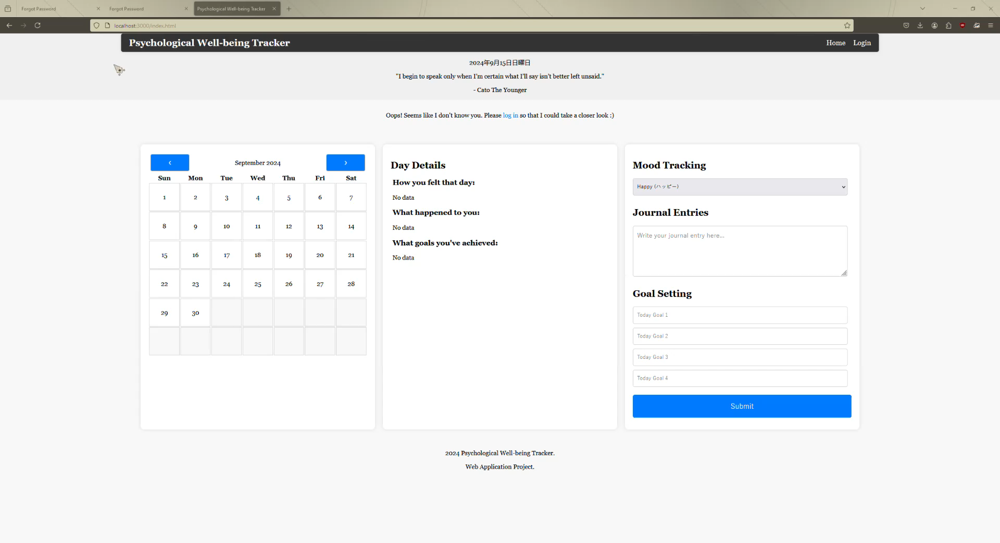 Forgot Password
Forgot Password
Psychological Well-being Tracker
localhost:3000/index.html
Psychological Well-being Tracker
Home Login
2024年9月15日日曜日
"I begin to speak only when I'm certain what I'll say isn't better left unsaid."
- Cato The Younger
Oops! Seems like I don't know you. Please log in so that I could take a closer look :)
‹ September 2024 ›
Sun Mon Tue Wed Thu Fri Sat
1 2 3 4 5 6 7
8 9 10 11 12 13 14
15 16 17 18 19 20 21
22 23 24 25 26 27 28
29 30
Day Details
How you felt that day:
No data
What happened to you:
No data
What goals you've achieved:
No data
Mood Tracking
Happy (ハッピー)
Journal Entries
Write your journal entry here...
Goal Setting
Today Goal 1
Today Goal 2
Today Goal 3
Today Goal 4
Submit
2024 Psychological Well-being Tracker.
Web Application Project.